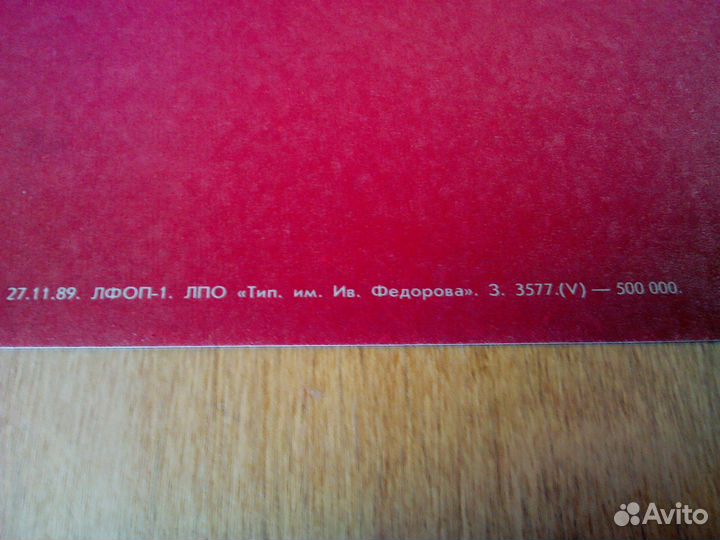 27.11.89. ЛФОП-1. ЛПО «Тип. им. Ив. Федорова». З. 3577.(V) — 500 000.
Avito